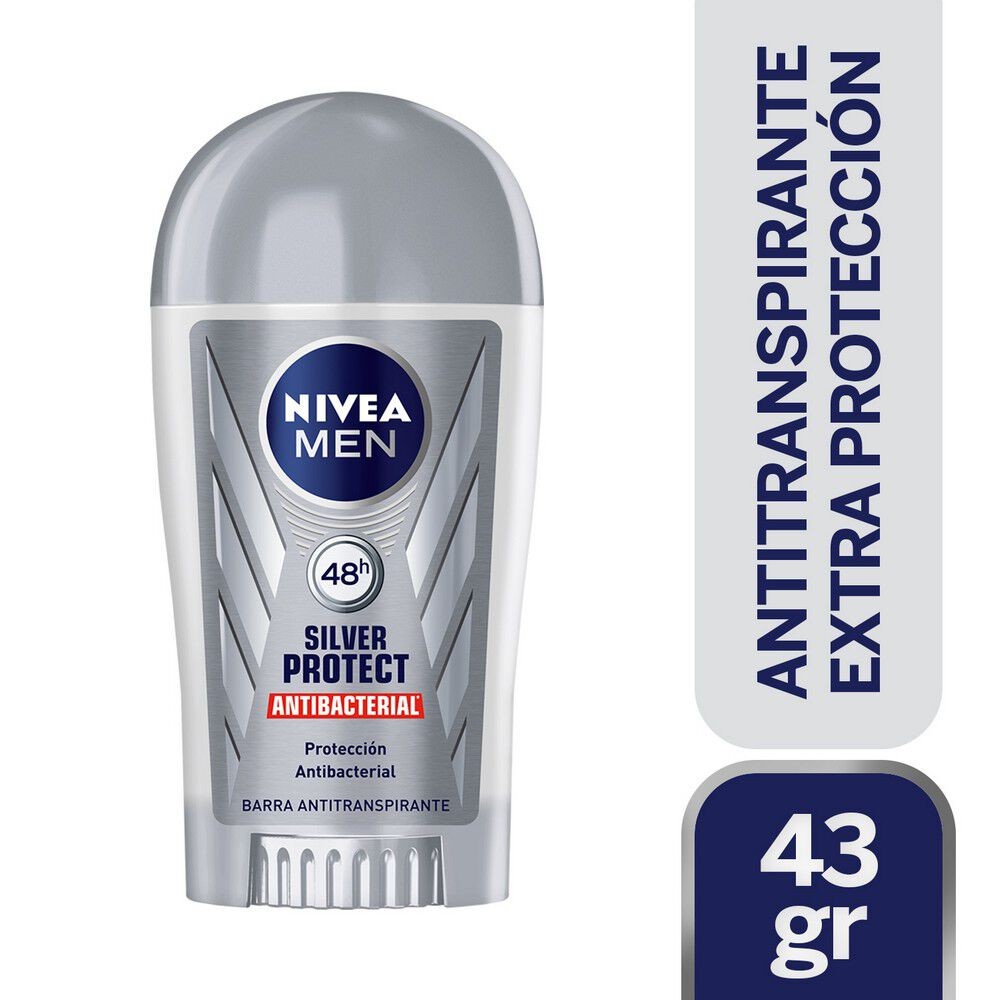 NIVEA
MEN
48h
SILVER
PROTECT
ANTIBACTERIAL*
Protección
Antibacterial
BARRA ANTITRANSPIRANTE
ANTITRANSPIRANTE
EXTRA PROTECCIÓN
43
gr